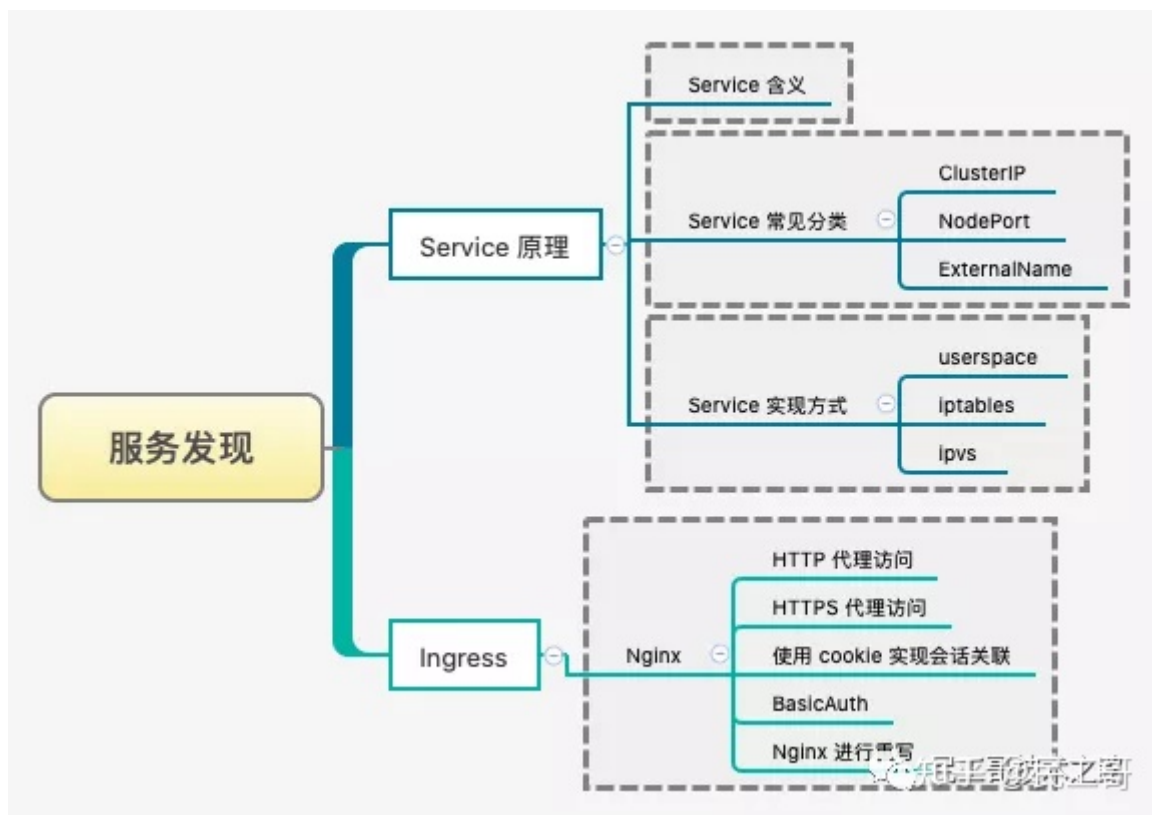 服务发现
Service 原理
Service 含义
Service 常见分类
ClusterIP
NodePort
ExternalName
Service 实现方式
userspace
iptables
ipvs
Ingress
Nginx
HTTP 代理访问
HTTPS 代理访问
使用 cookie 实现会话关联
BasicAuth
Nginx 进行重写